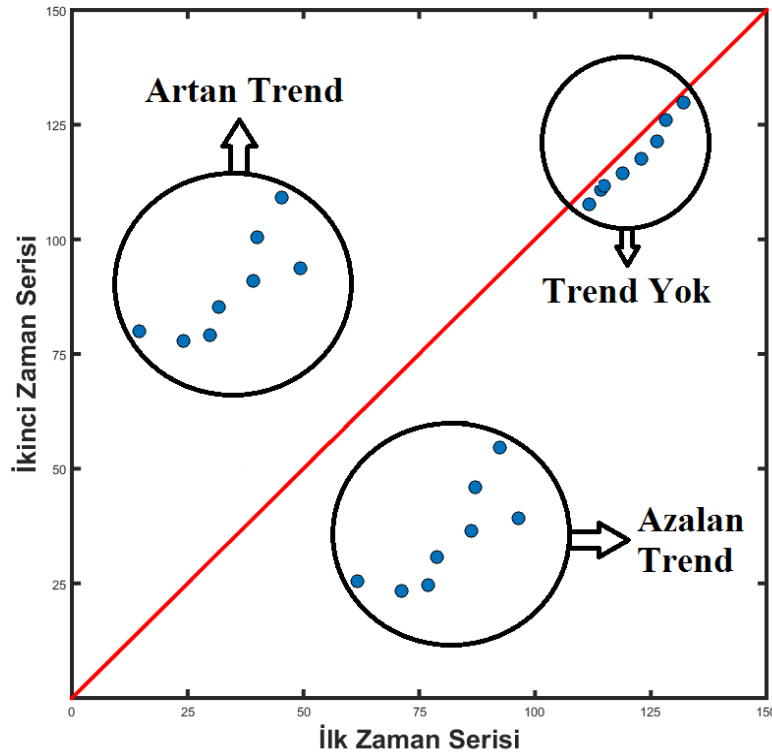 150
125
100
75
50
25
Artan Trend
Trend Yok
Azalan
Trend
İkinci Zaman Serisi
0
25
50
75
100
125
150
İlk Zaman Serisi